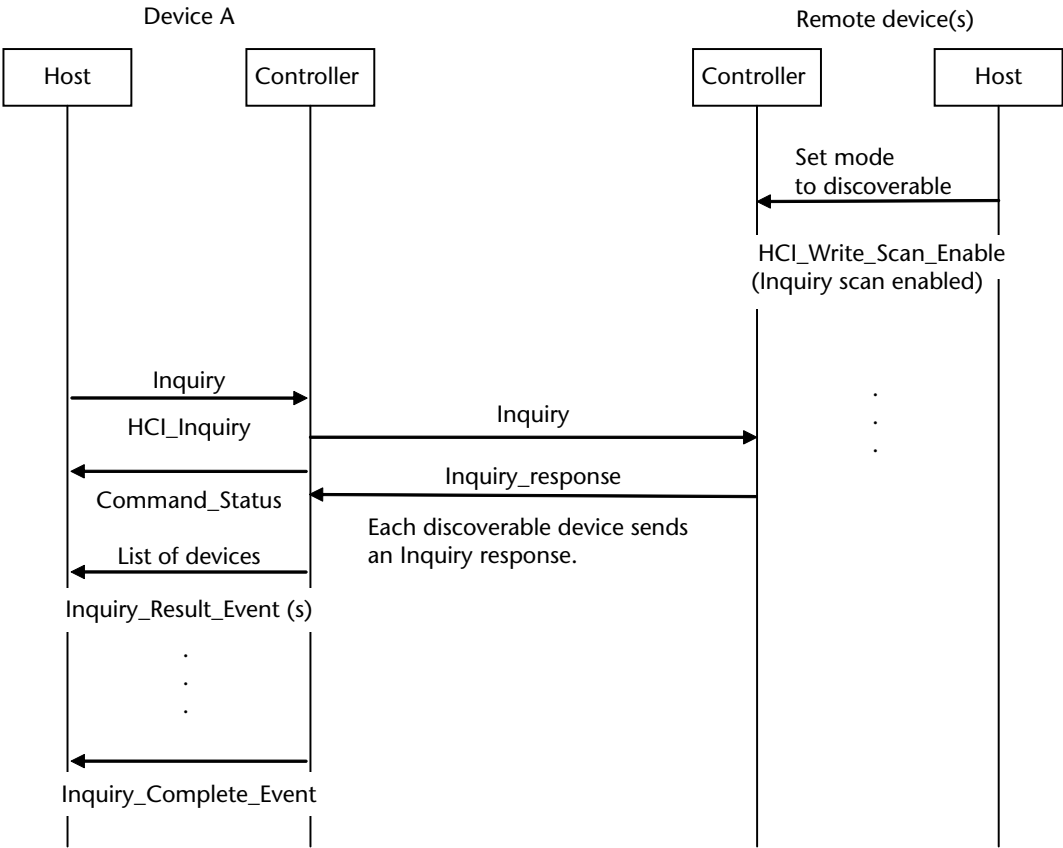 Device A
Remote device(s)
Host
Controller
Controller
Host
Set mode
to discoverable
HCI_Write_Scan_Enable
(Inquiry scan enabled)
Inquiry
HCI_Inquiry
Inquiry
Command_Status
Inquiry_response
Each discoverable device sends
an Inquiry response.
List of devices
Inquiry_Result_Event (s)
Inquiry_Complete_Event